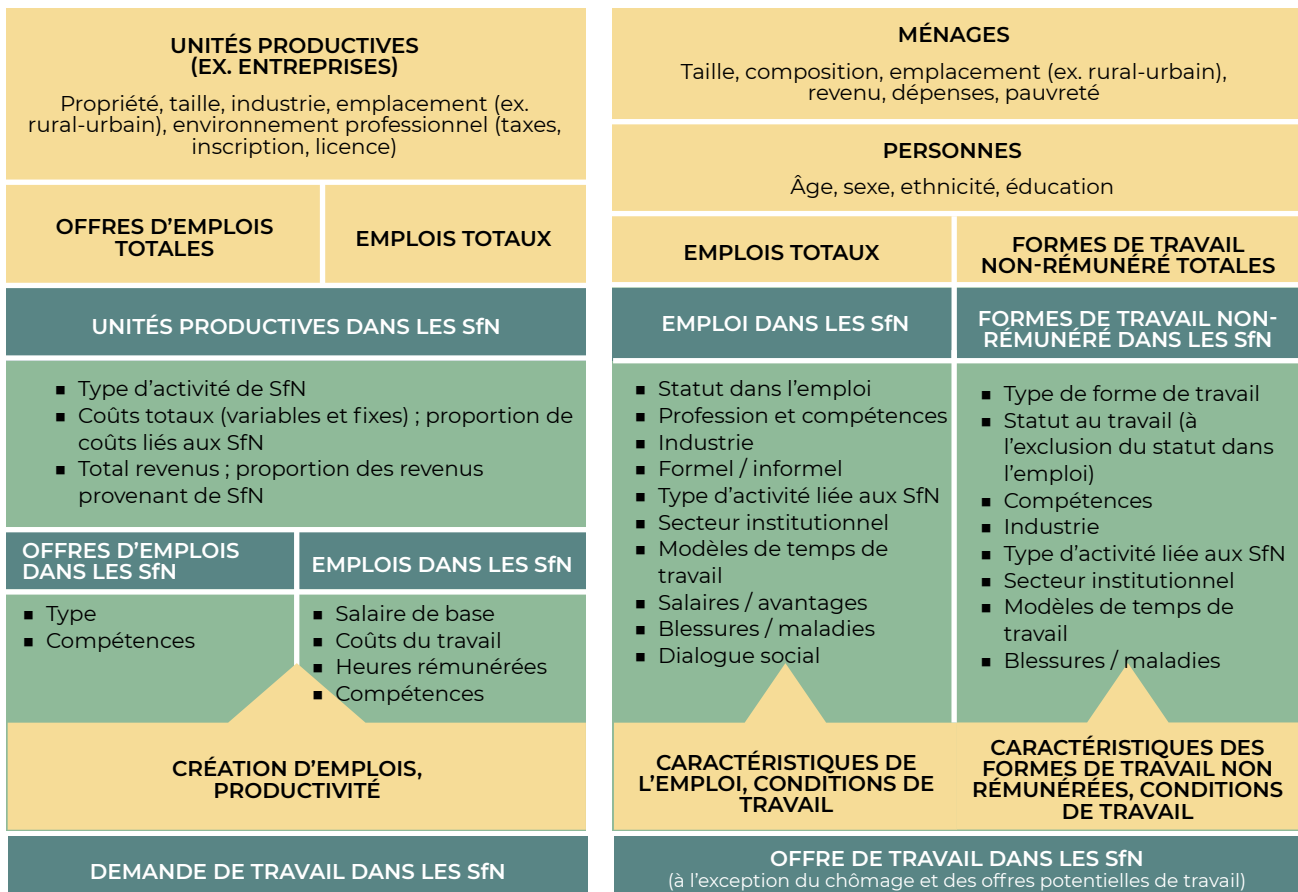 UNITÉS PRODUCTIVES
(EX. ENTREPRISES)
Propriété, taille, industrie, emplacement (ex.
rural-urbain), environnement professionnel (taxes,
inscription, licence)
OFFRES D’EMPLOIS
TOTALES
EMPLOIS TOTAUX
UNITÉS PRODUCTIVES DANS LES SfN
▪ Type d’activité de SfN
▪ Coûts totaux (variables et fixes) ; proportion de
coûts liés aux SfN
▪ Total revenus ; proportion des revenus
provenant de SfN
OFFRES D’EMPLOIS
DANS LES SfN
▪ Type
▪ Compétences
EMPLOIS DANS LES SfN
▪ Salaire de base
▪ Coûts du travail
▪ Heures rémunérées
▪ Compétences
CRÉATION D’EMPLOIS,
PRODUCTIVITÉ
DEMANDE DE TRAVAIL DANS LES SfN
MÉNAGES
Taille, composition, emplacement (ex. rural-urbain),
revenu, dépenses, pauvreté
PERSONNES
Âge, sexe, ethnicité, éducation
EMPLOIS TOTAUX
FORMES DE TRAVAIL
NON-RÉMUNÉRÉ TOTALES
EMPLOI DANS LES SfN
▪ Statut dans l’emploi
▪ Profession et compétences
▪ Industrie
▪ Formel / informel
▪ Type d’activité liée aux SfN
▪ Secteur institutionnel
▪ Modèles de temps de
travail
▪ Salaires / avantages
▪ Blessures / maladies
▪ Dialogue social
FORMES DE TRAVAIL NON-
RÉMUNÉRÉ DANS LES SfN
▪ Type de forme de travail
▪ Statut au travail (à
l’exclusion du statut dans
l’emploi)
▪ Compétences
▪ Industrie
▪ Type d’activité liée aux SfN
▪ Secteur institutionnel
▪ Modèles de temps de
travail
▪ Blessures / maladies
CARACTÉRISTIQUES DE
L’EMPLOI, CONDITIONS DE
TRAVAIL
CARACTÉRISTIQUES DES
FORMES DE TRAVAIL NON
RÉMUNÉRÉES, CONDITIONS
DE TRAVAIL
OFFRE DE TRAVAIL DANS LES SfN
(à l’exception du chômage et des offres potentielles de travail)